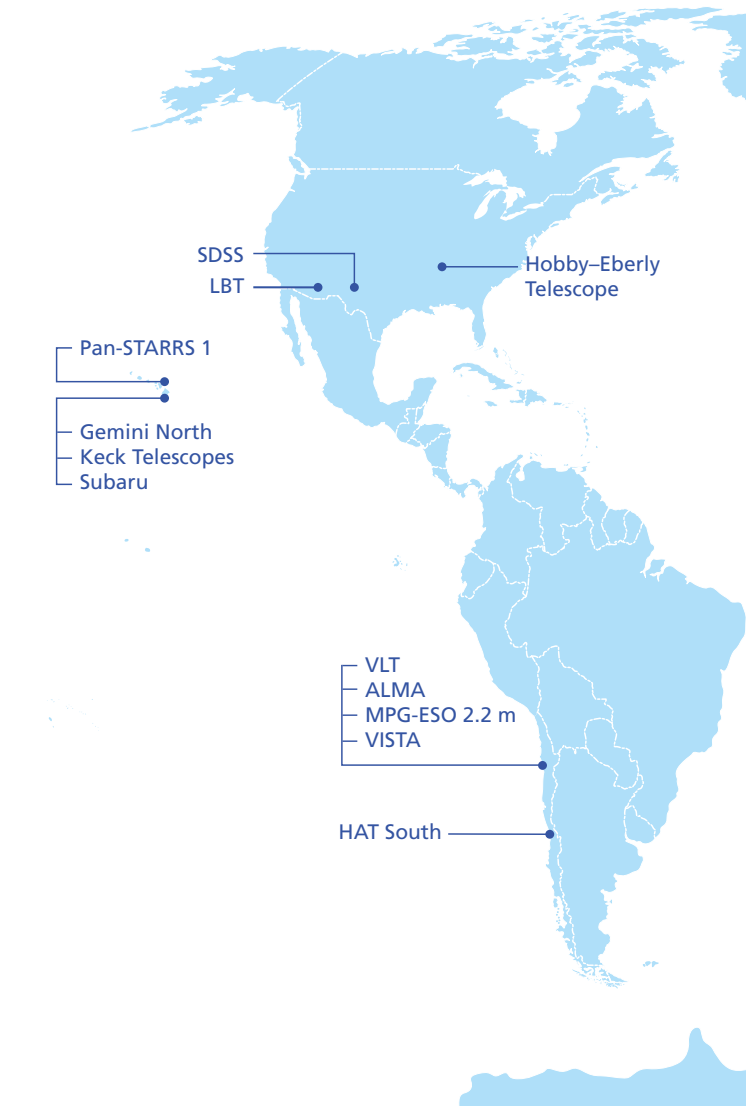 SDSS
LBT
Hobby–Eberly
Telescope
Pan-STARRS 1
Gemini North
Keck Telescopes
Subaru
VLT
ALMA
MPG-ESO 2.2 m
VISTA
HAT South